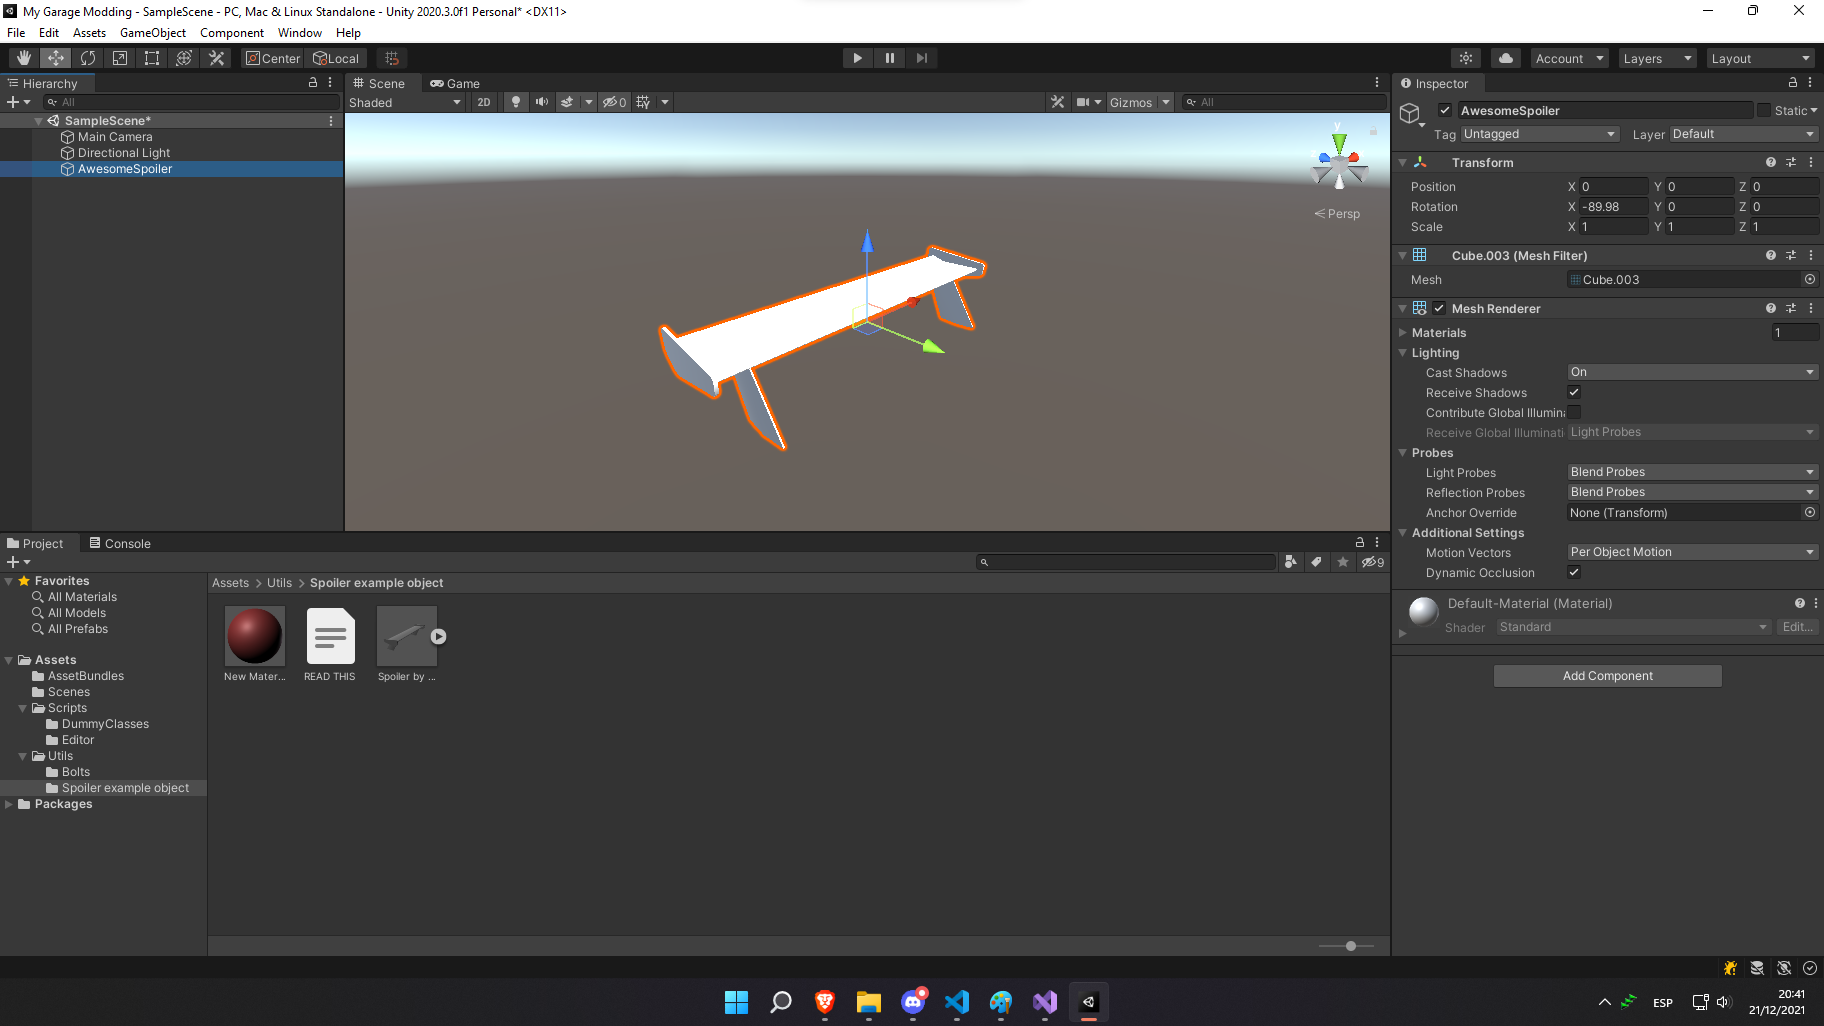 My Garage Modding - SampleScene - PC, Mac & Linux Standalone - Unity 2020.3.0f1 Personal* <DX11>
File Edit Assets GameObject Component Window Help
Center Local Account Layers Layout
Hierarchy
All
SampleScene*
Main Camera
Directional Light
AwesomeSpoiler
Scene Game
Shaded 2D 0 Gizmos All
y
Persp
Inspector
AwesomeSpoiler Static
Tag Untagged Layer Default
Transform
Position X 0 Y 0 Z 0
Rotation X -89.98 Y 0 Z 0
Scale X 1 Y 1 Z 1
Cube.003 (Mesh Filter)
Mesh Cube.003
Mesh Renderer
Materials 1
Lighting
Cast Shadows On
Receive Shadows
Contribute Global Illumin
Receive Global Illuminati Light Probes
Probes
Light Probes Blend Probes
Reflection Probes Blend Probes
Anchor Override None (Transform)
Additional Settings
Motion Vectors Per Object Motion
Dynamic Occlusion
Default-Material (Material)
Shader Standard Edit...
Add Component
Project Console
9
Favorites
All Materials
All Models
All Prefabs
Assets
AssetBundles
Scenes
Scripts
DummyClasses
Editor
Utils
Bolts
Spoiler example object
Packages
Assets > Utils > Spoiler example object
New Mater... READ THIS Spoiler by ...
ESP
20:41
21/12/2021